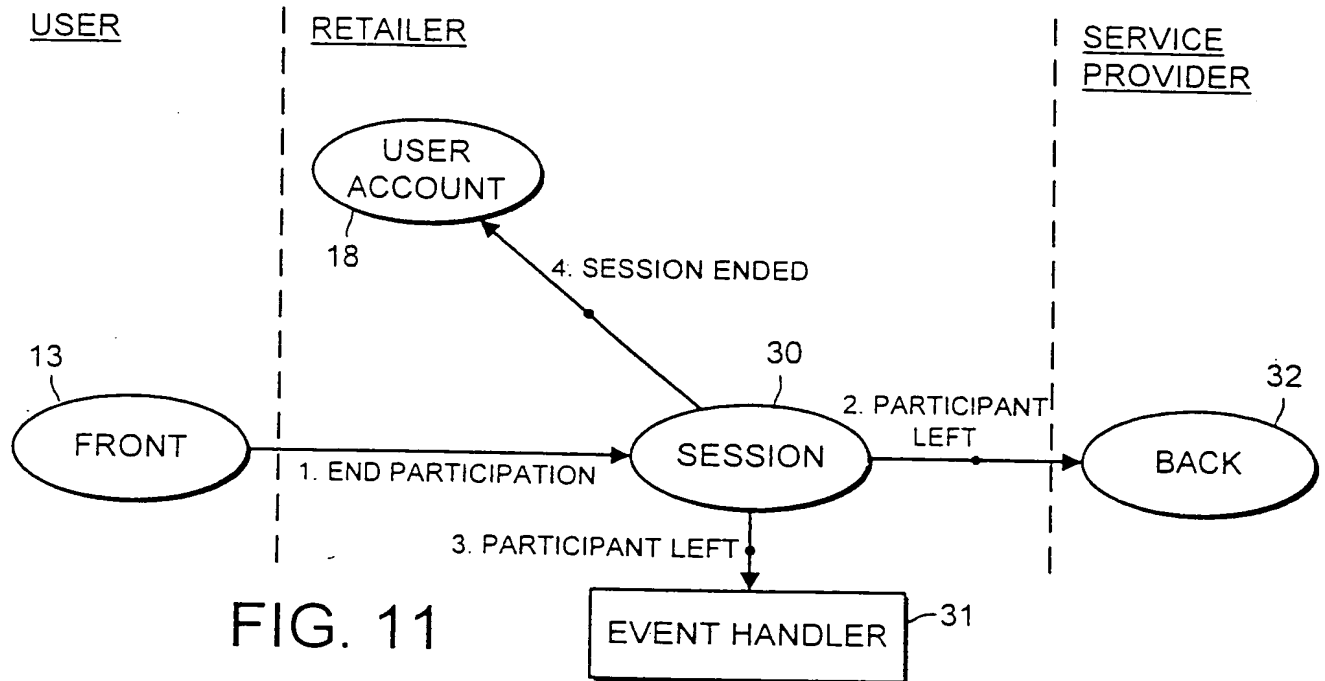 USER
RETAILER
SERVICE
PROVIDER
USER
ACCOUNT
18
4. SESSION ENDED
13
30
32
FRONT
1. END PARTICIPATION
SESSION
2. PARTICIPANT
LEFT
BACK
3. PARTICIPANT LEFT
EVENT HANDLER
31
FIG. 11